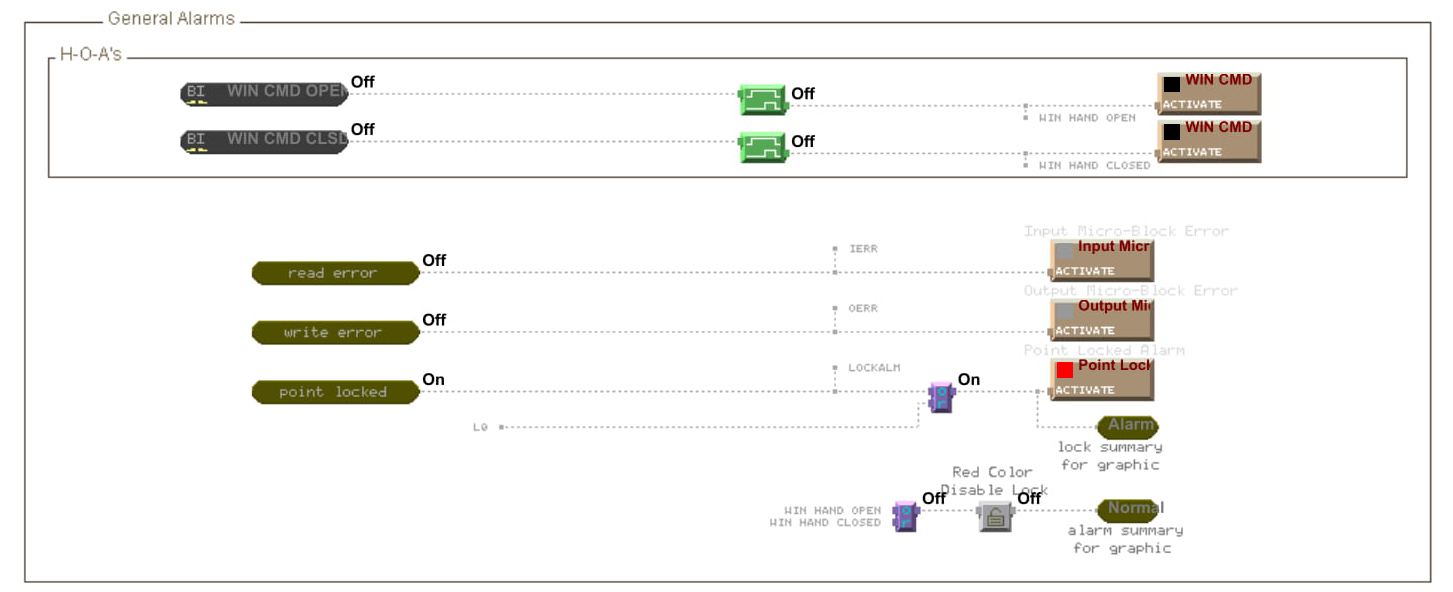 General Alarms
H-O-A's
BI WIN CMD OPEN Off
Off
WIN CMD
ACTIVATE
WIN HAND OPEN
BI WIN CMD CLSD Off
Off
WIN CMD
ACTIVATE
WIN HAND CLOSED
Input Micro-Block Error
IERR
Input Micr
read error Off
ACTIVATE
Output Micro-Block Error
OERR
Output Mi
write error Off
ACTIVATE
Point Locked Alarm
LOCKALM
Point Lock
point locked On
On
ACTIVATE
L0
Alarm
lock summary
for graphic
Red Color
Disable Lock
Off
Off
WIN HAND OPEN
WIN HAND CLOSED
Normal
alarm summary
for graphic